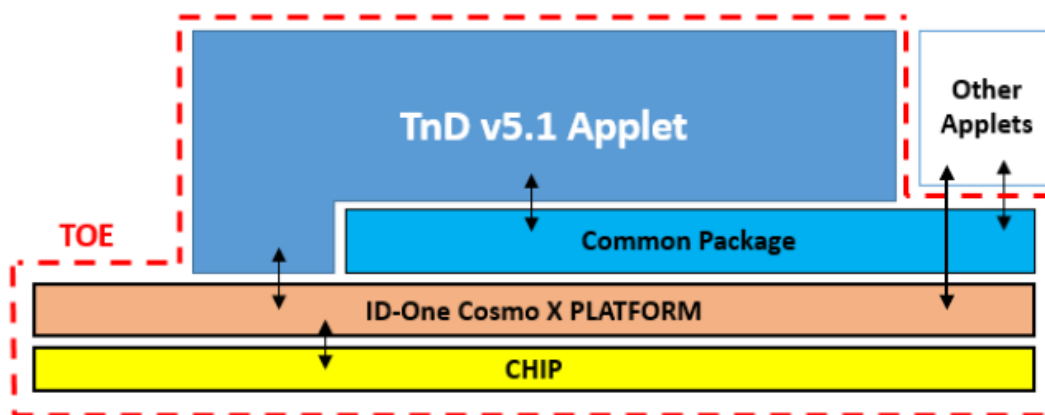 TnD v5.1 Applet
Other
Applets
TOE
Common Package
ID-One Cosmo X PLATFORM
CHIP